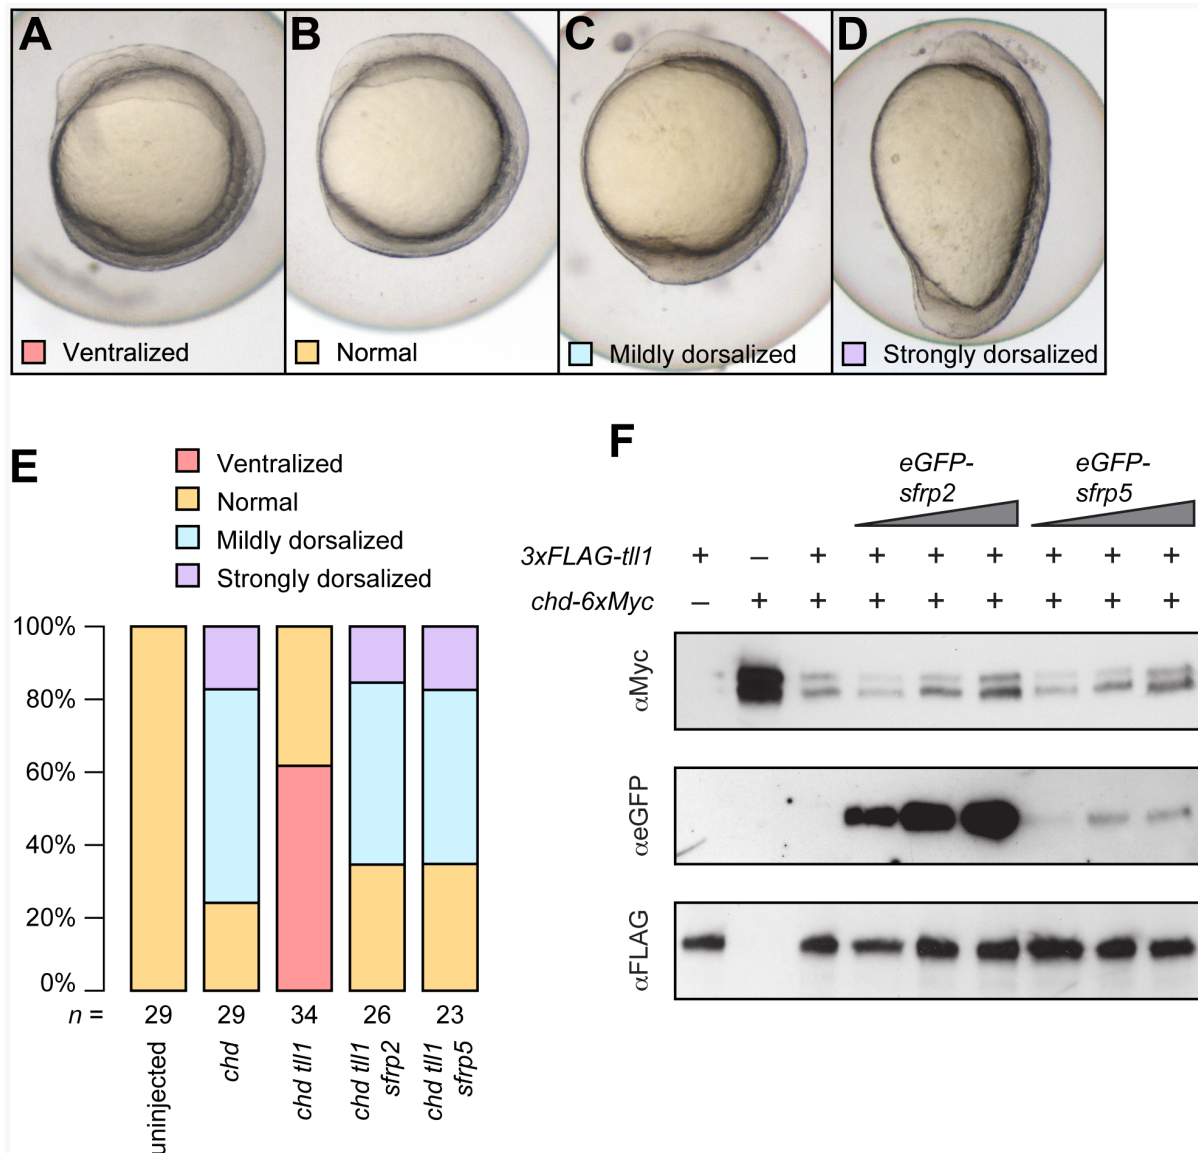 A
B
C
D
Ventralized
Normal
Mildly dorsalized
Strongly dorsalized
E
Ventralized
Normal
Mildly dorsalized
Strongly dorsalized
100%
80%
60%
40%
20%
0%
n = 29 29 34 26 23
uninjected
chd
chd tll1
chd tll1
sfrp2
chd tll1
sfrp5
F
eGFP-
sfrp2
eGFP-
sfrp5
3xFLAG-tll1 + – + + + + + + +
chd-6xMyc – + + + + + + + +
αMyc
αeGFP
αFLAG